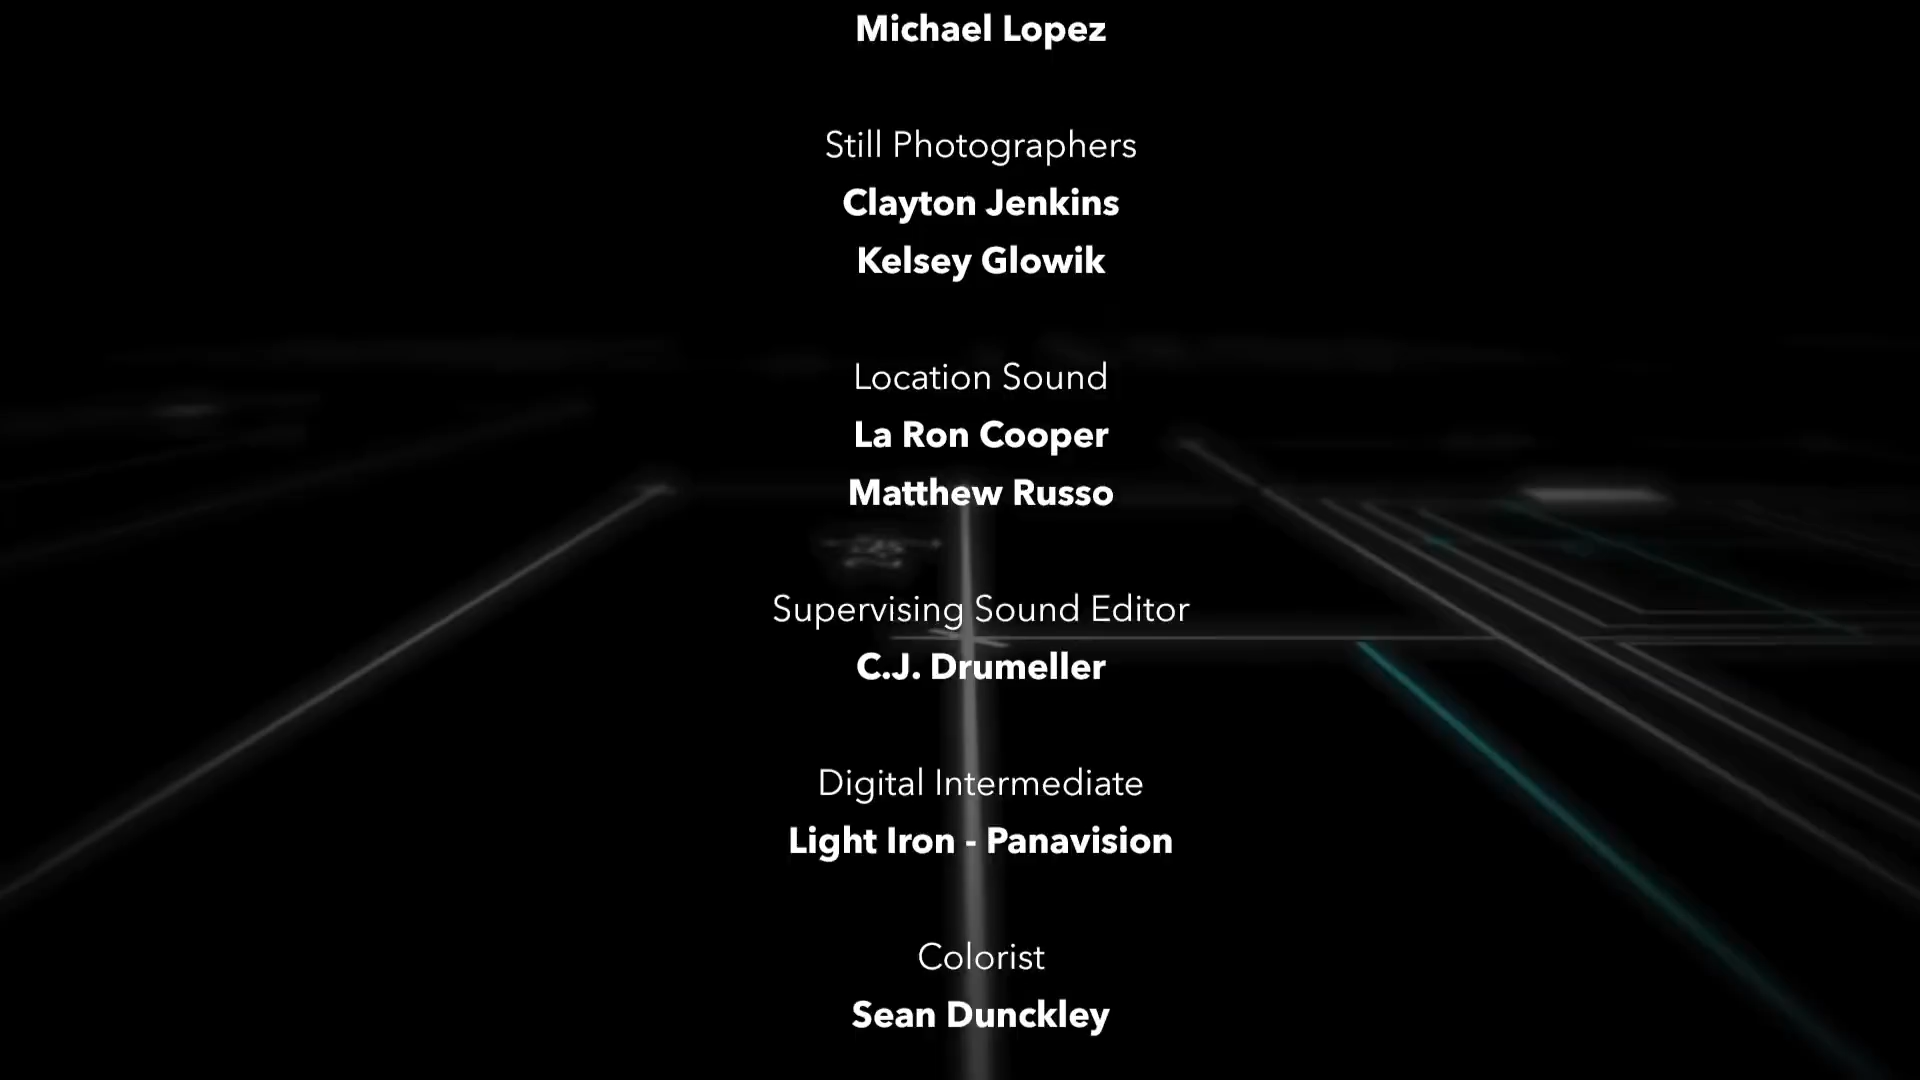 Michael Lopez
Still Photographers
Clayton Jenkins
Kelsey Glowik
Location Sound
La Ron Cooper
Matthew Russo
Supervising Sound Editor
C.J. Drumeller
Digital Intermediate
Light Iron - Panavision
Colorist
Sean Dunckley